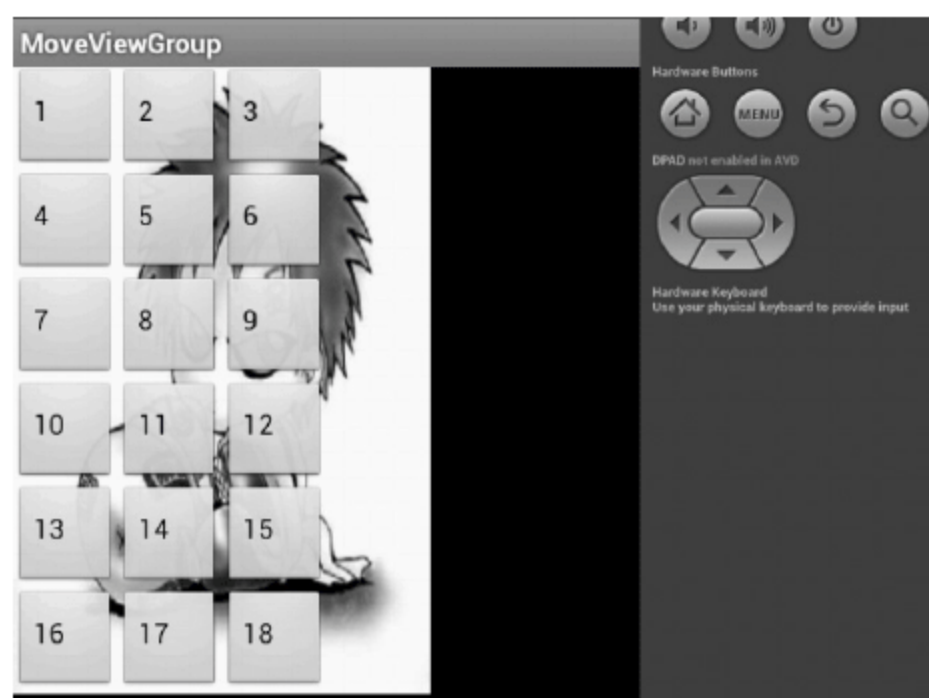 MoveViewGroup
1 2 3
4 5 6
7 8 9
10 11 12
13 14 15
16 17 18
Hardware Buttons
MENU
DPAD not enabled in AVD
Hardware Keyboard
Use your physical keyboard to provide input